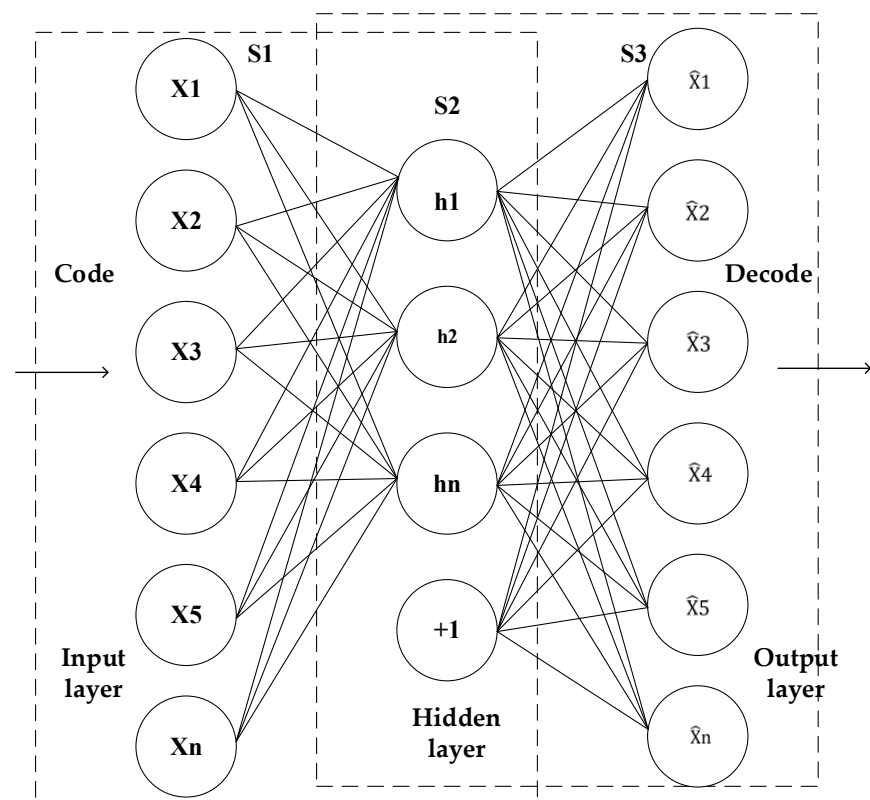 S1
S2
S3
X1
X2
X3
X4
X5
Xn
Code
Input
layer
h1
h2
hn
+1
Hidden
layer
X̂1
X̂2
X̂3
X̂4
X̂5
X̂n
Decode
Output
layer